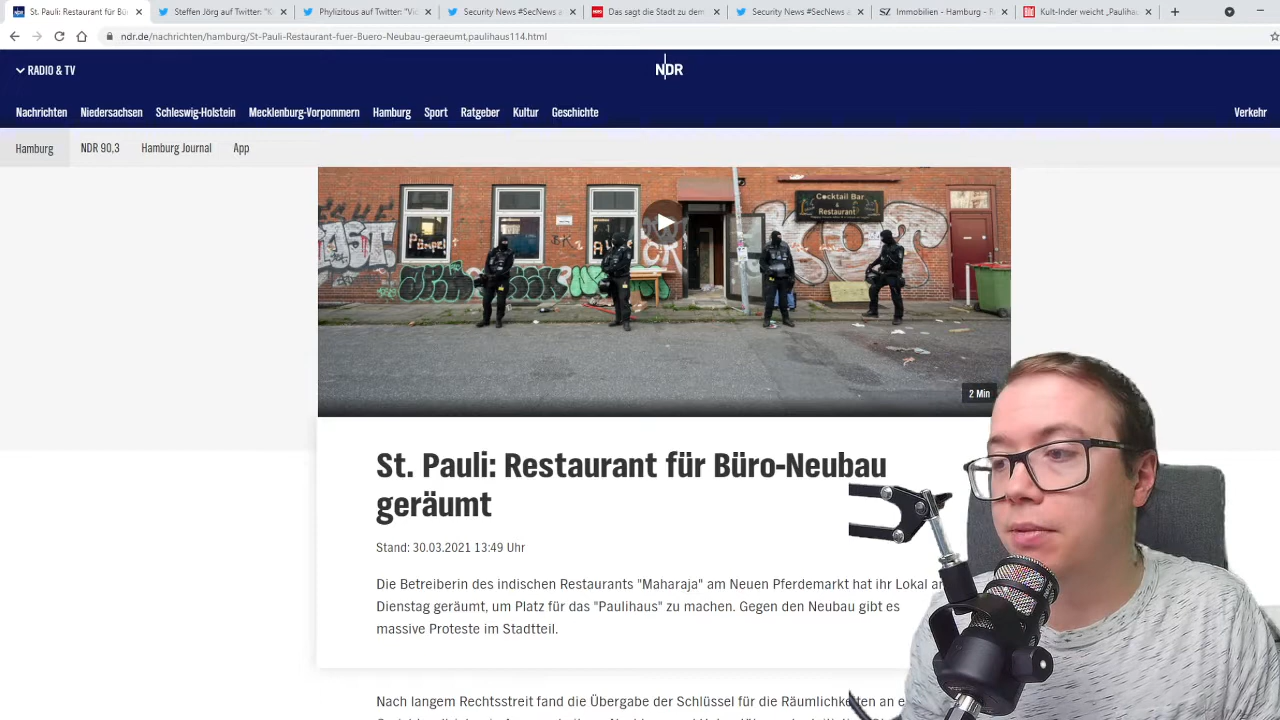 St. Pauli: Restaurant für Büro-Neu
Steffen Jörg auf Twitter: "K
Phylizitous auf Twitter: "Vic
Security News #SecNews a
Das sagt die Stadt zu dem
Security News #SecNews a
Immobilien - Hamburg - R
Kult-Inder weicht „Paulihau
ndr.de/nachrichten/hamburg/St-Pauli-Restaurant-fuer-Buero-Neubau-geraeumt,paulihaus114.html
RADIO & TV
NDR
Nachrichten Niedersachsen Schleswig-Holstein Mecklenburg-Vorpommern Hamburg Sport Ratgeber Kultur Geschichte Verkehr
Hamburg NDR 90,3 Hamburg Journal App
Cocktail Bar
&
Restaurant
2 Min
St. Pauli: Restaurant für Büro-Neubau
geräumt
Stand: 30.03.2021 13:49 Uhr
Die Betreiberin des indischen Restaurants "Maharaja" am Neuen Pferdemarkt hat ihr Lokal am
Dienstag geräumt, um Platz für das "Paulihaus" zu machen. Gegen den Neubau gibt es
massive Proteste im Stadtteil.
Nach langem Rechtsstreit fand die Übergabe der Schlüssel für die Räumlichkeiten an e